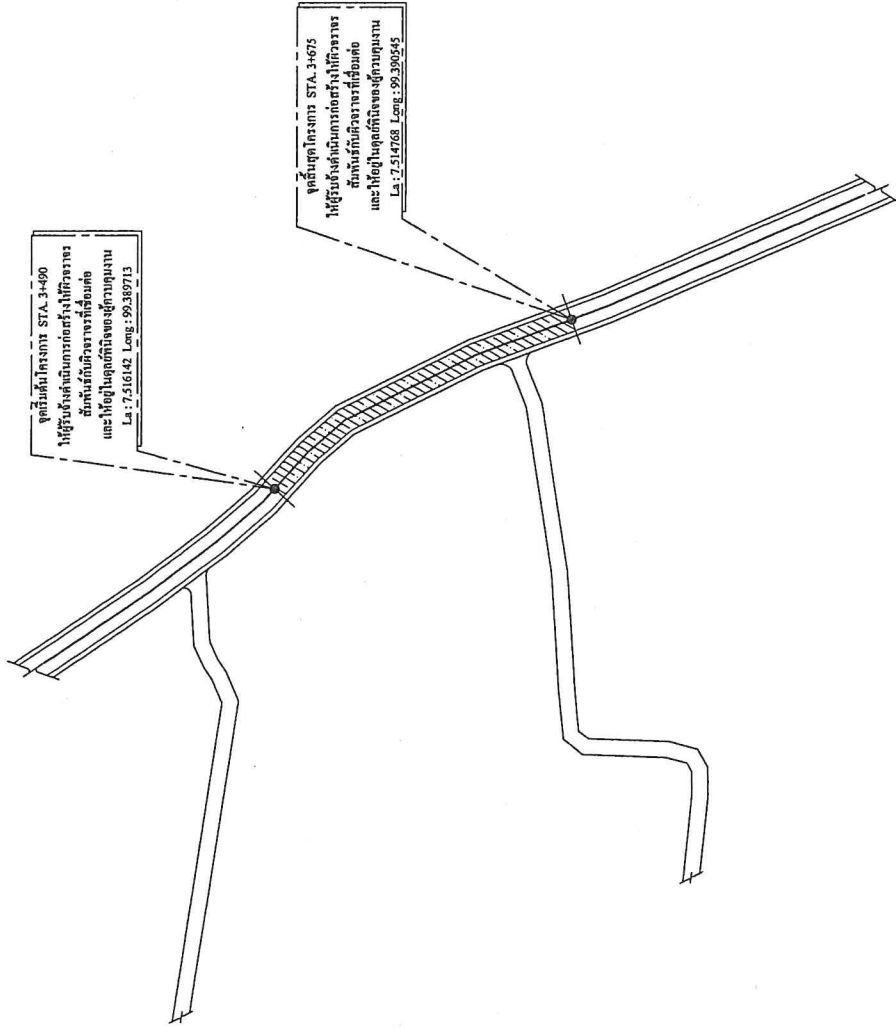 จุดเริ่มต้นโครงการ STA. 3+490
ให้ผู้รับจ้างดำเนินการก่อสร้างให้ผิวจราจร
สัมพันธ์กับผิวจราจรที่เชื่อมต่อ
และให้อยู่ในดุลย์พินิจของผู้ควบคุมงาน
La : 7.516142 Long : 99.389713
จุดสิ้นสุดโครงการ STA. 3+675
ให้ผู้รับจ้างดำเนินการก่อสร้างให้ผิวจราจร
สัมพันธ์กับผิวจราจรที่เชื่อมต่อ
และให้อยู่ในดุลย์พินิจของผู้ควบคุมงาน
La : 7.514768 Long : 99.390545